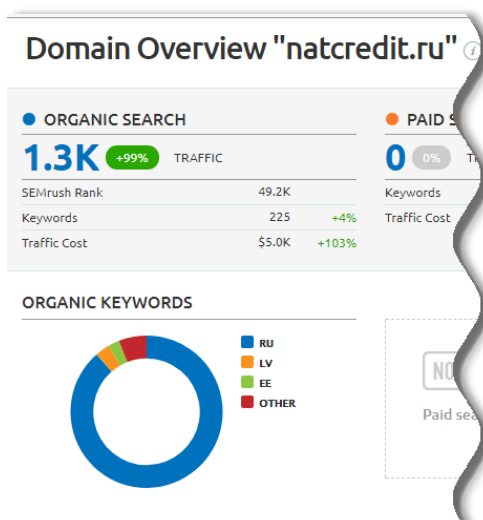 Domain Overview "natcredit.ru"
ORGANIC SEARCH
1.3K +99% TRAFFIC
SEMrush Rank 49.2K
Keywords 225 +4%
Traffic Cost $5.0K +103%
PAID
0 0%
Keywords
Traffic Cost
ORGANIC KEYWORDS
RU
LV
EE
OTHER
Paid